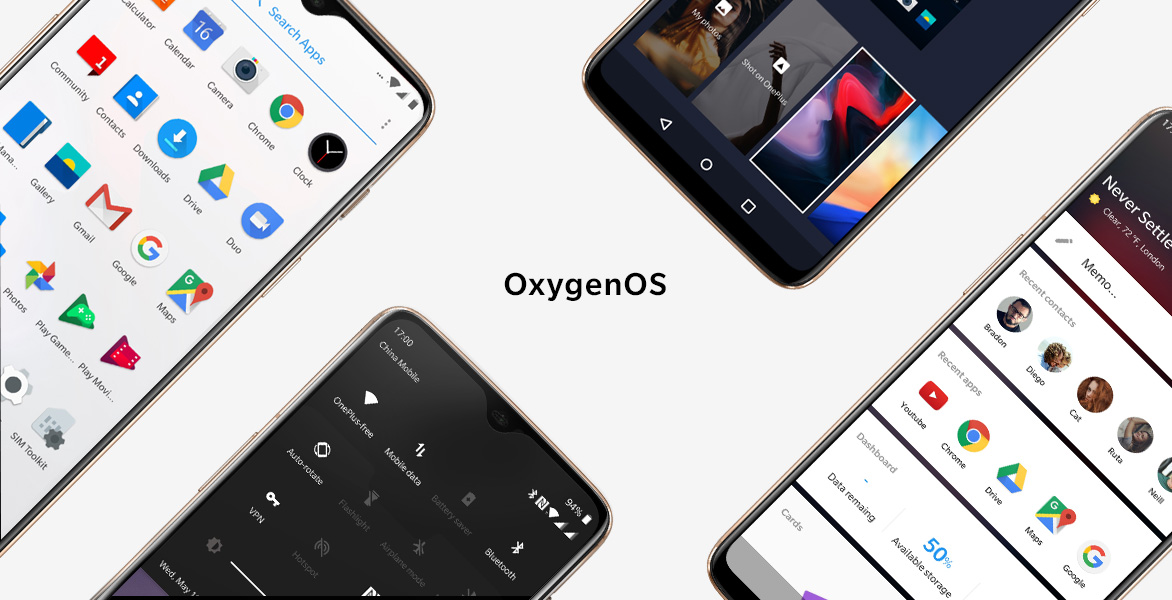 Search Apps
Calculator
16
Calendar
Camera
Chrome
Clock
1
Community
Contacts
Downloads
Drive
Duo
Gallery
Gmail
Google
Maps
Photos
Play Game...
Play Movi...
SIM Toolkit
My photos
Shot on OnePlus
OxygenOS
17:00
China Mobile
94%
OnePlus-free
Mobile data
Battery saver
Bluetooth
Auto-rotate
Flashlight
Airplane mode
VPN
Hotspot
Wed, May
Never Settle
Clear, 72 °F, London
Memo...
Recent contacts
Bradon
Diego
Cat
Ruta
Neill
Recent apps
Youtube
Chrome
Drive
Maps
Google
Dashboard
-
Data remaing
50%
Available storage
Cards